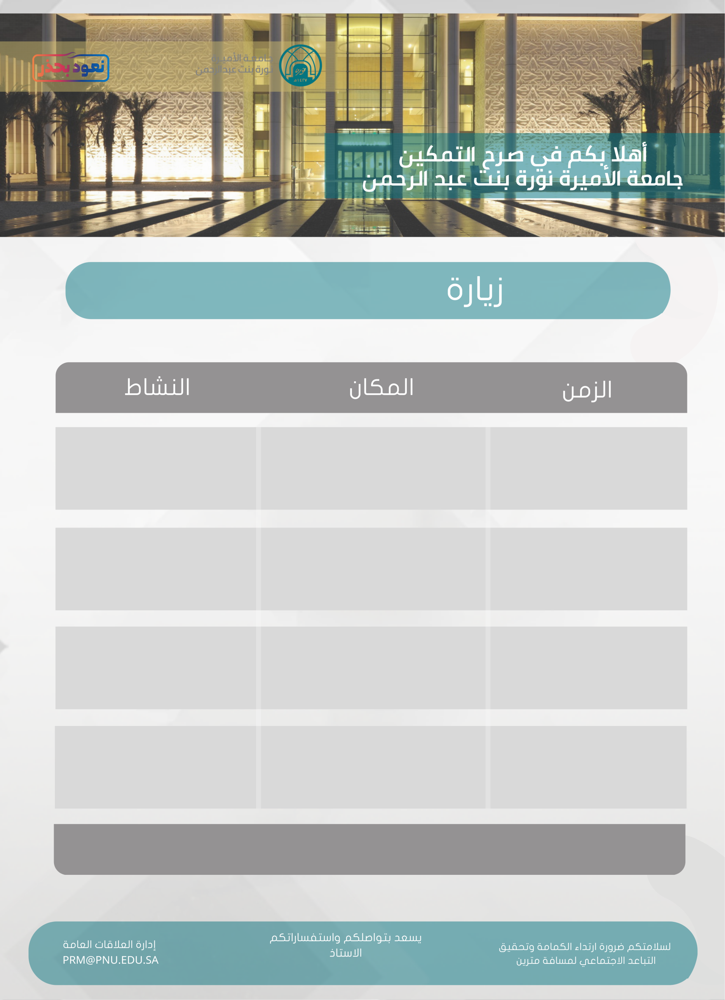 جامعة الأميرة
نورة بنت عبدالرحمن
نعود بحذر
أهلا بكم في صرح التمكين
جامعة الأميرة نورة بنت عبد الرحمن
زيارة
الزمن المكان النشاط
لسلامتكم ضرورة ارتداء الكمامة وتحقيق
التباعد الاجتماعي لمسافة مترين
يسعد بتواصلكم واستفساراتكم
الاستاذ
إدارة العلاقات العامة
PRM@PNU.EDU.SA